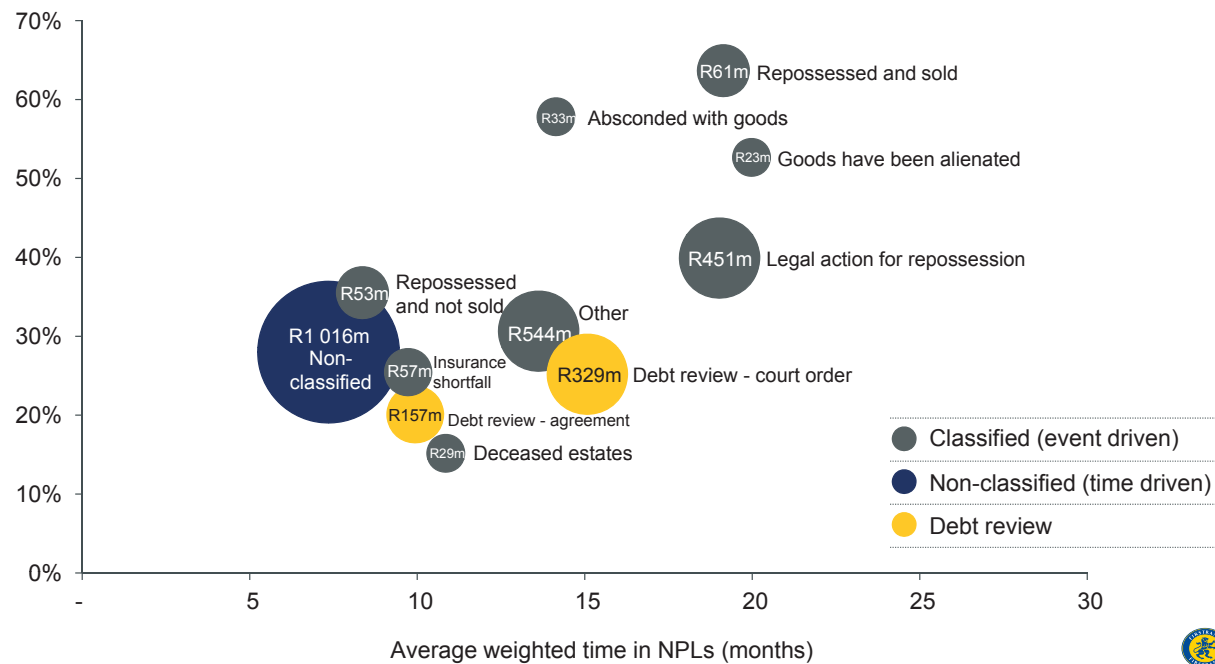 70%
60%
50%
40%
30%
20%
10%
0%
-
5
10
15
20
25
30
Average weighted time in NPLs (months)
R61m
Repossessed and sold
R33m
Absconded with goods
R23m
Goods have been alienated
R451m
Legal action for repossession
R53m
Repossessed
and not sold
R1 016m
Non-
classified
R544m
Other
R57m
Insurance
shortfall
R329m
Debt review - court order
R157m
Debt review - agreement
R29m
Deceased estates
Classified (event driven)
Non-classified (time driven)
Debt review